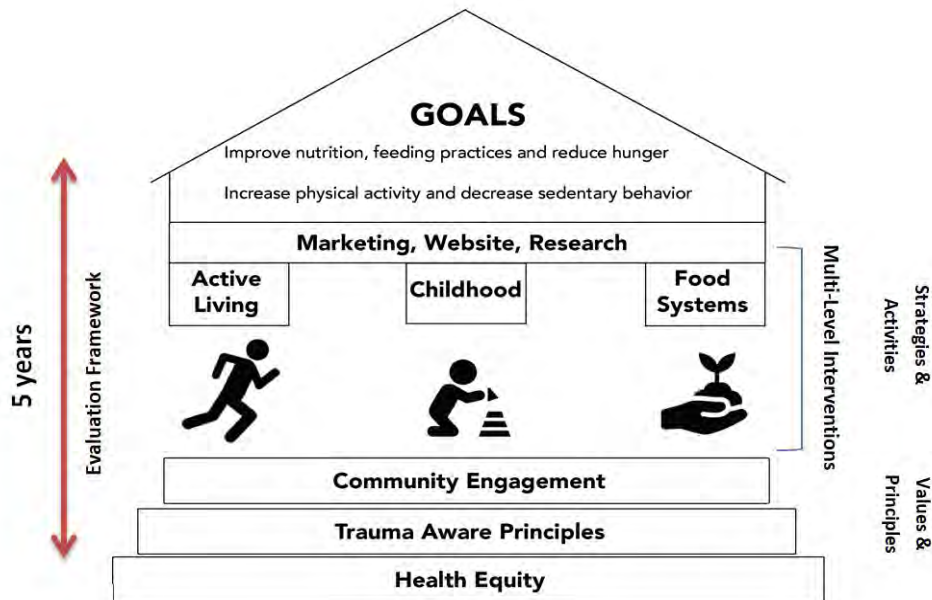 GOALS
Improve nutrition, feeding practices and reduce hunger
Increase physical activity and decrease sedentary behavior
Marketing, Website, Research
Active
Living
Childhood
Food
Systems
Community Engagement
Trauma Aware Principles
Health Equity
5 years
Evaluation Framework
Multi-Level Interventions
Strategies &
Activities
Values &
Principles